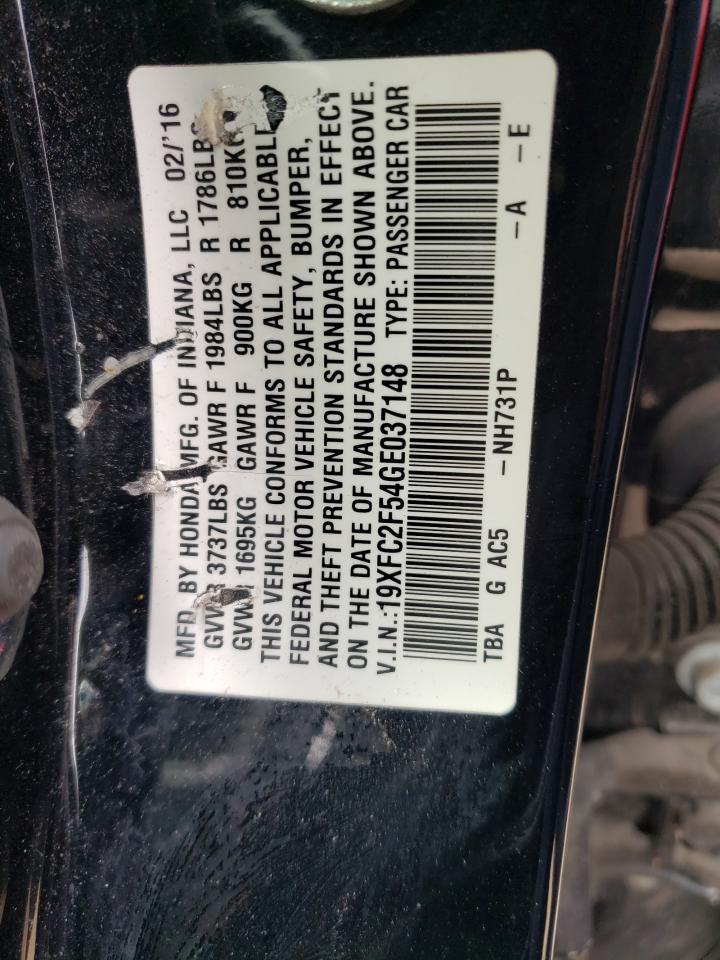 MFD. BY HONDA MFG. OF INDIANA, LLC 02/'16
GVWR 3737LBS GAWR F 1984LBS R 1786LBS
GVWR 1695KG GAWR F 900KG R 810KG
THIS VEHICLE CONFORMS TO ALL APPLICABLE
FEDERAL MOTOR VEHICLE SAFETY, BUMPER,
AND THEFT PREVENTION STANDARDS IN EFFECT
ON THE DATE OF MANUFACTURE SHOWN ABOVE.
V.I.N.:19XFC2F54GE037148 TYPE: PASSENGER CAR
TBA G AC5 -NH731P -A -E